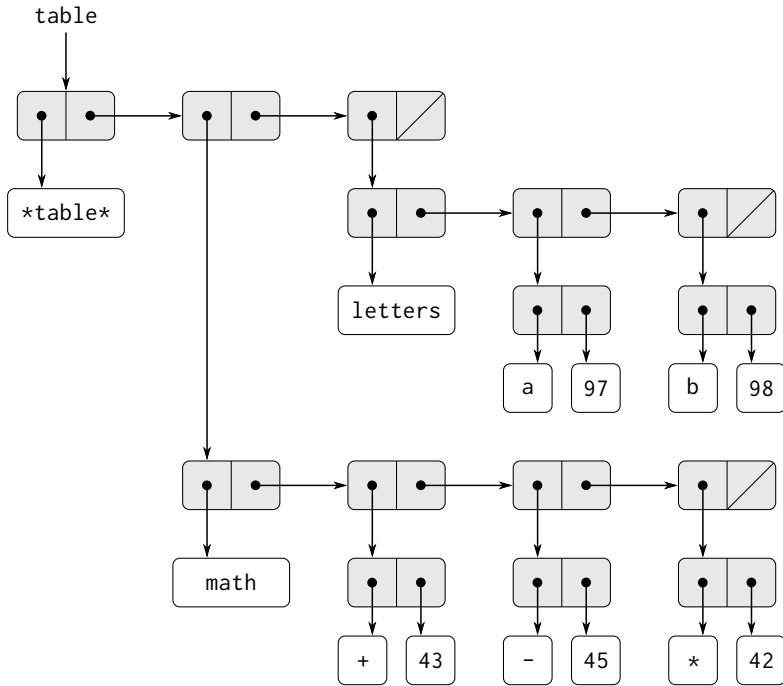 table
*table*
letters
a 97 b 98
math
+ 43 - 45 * 42